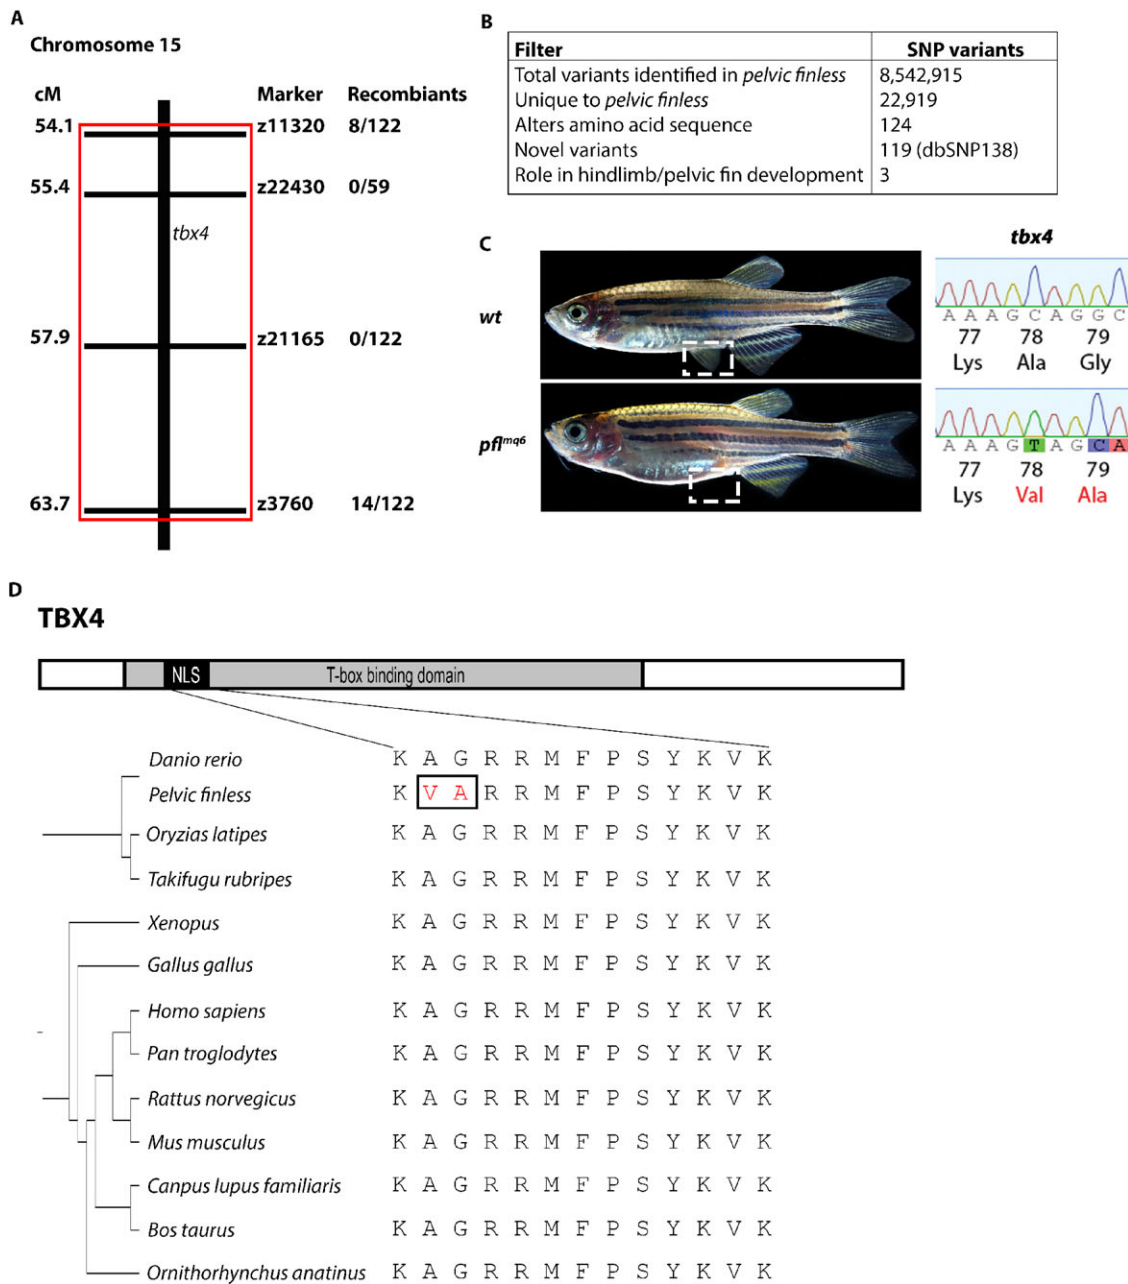 A
Chromosome 15
cM Marker Recombiants
54.1 z11320 8/122
55.4 z22430 0/59
tbx4
57.9 z21165 0/122
63.7 z3760 14/122
B
Filter SNP variants
Total variants identified in pelvic finless 8,542,915
Unique to pelvic finless 22,919
Alters amino acid sequence 124
Novel variants 119 (dbSNP138)
Role in hindlimb/pelvic fin development 3
C
tbx4
wt
A A A G C A G G C
77 78 79
Lys Ala Gly
pfl^mq6
A A A G T A G C A
77 78 79
Lys Val Ala
D
TBX4
NLS T-box binding domain
Danio rerio K A G R R M F P S Y K V K
Pelvic finless K V A R R M F P S Y K V K
Oryzias latipes K A G R R M F P S Y K V K
Takifugu rubripes K A G R R M F P S Y K V K
Xenopus K A G R R M F P S Y K V K
Gallus gallus K A G R R M F P S Y K V K
Homo sapiens K A G R R M F P S Y K V K
Pan troglodytes K A G R R M F P S Y K V K
Rattus norvegicus K A G R R M F P S Y K V K
Mus musculus K A G R R M F P S Y K V K
Canpus lupus familiaris K A G R R M F P S Y K V K
Bos taurus K A G R R M F P S Y K V K
Ornithorhynchus anatinus K A G R R M F P S Y K V K